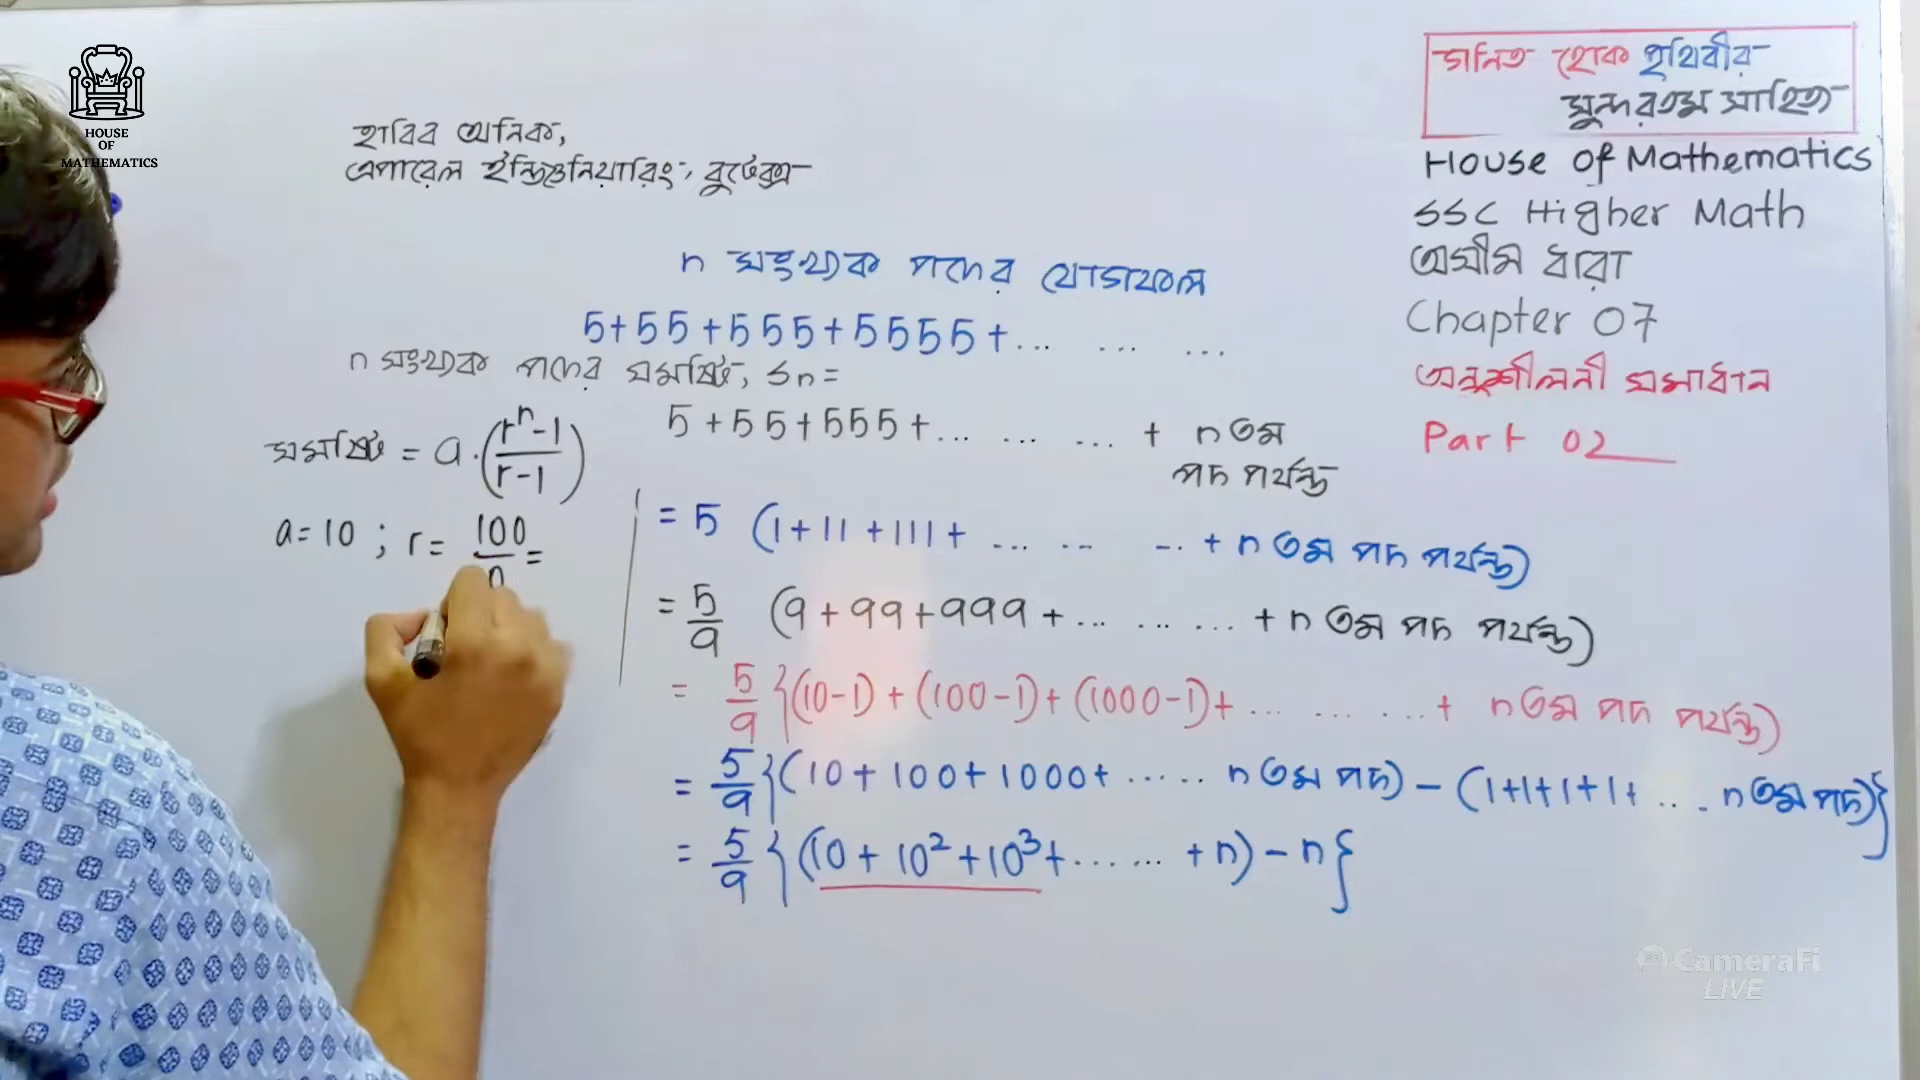 HOUSE
OF
MATHEMATICS
হাবিব অনিক,
এপারেল ইন্জিনিয়ারিং, বুটেক্স
গনিত হোক পৃথিবীর
সুন্দরতম সাহিত্য
House of Mathematics
SSC Higher Math
অসীম ধারা
Chapter 07
অনুশীলনী সমাধান
Part 02
n সংখ্যক পদের যোগফল
5+55+555+5555+... ... ...
n সংখ্যক পদের সমষ্টি, Sn=
5+55+555+... ... ... + n তম
পদ পর্যন্ত
সমষ্টি = a·(rⁿ-1/r-1)
a=10 ; r= 100/ =
= 5 (1+11+111+ ... ... ... + n তম পদ পর্যন্ত)
= 5/9 (9+99+999+... ... ... + n তম পদ পর্যন্ত)
= 5/9 {(10-1)+(100-1)+(1000-1)+... ... ...+ n তম পদ পর্যন্ত)
= 5/9 {(10+100+1000+...... n তম পদ) - (1+1+1+1+... n তম পদ)}
= 5/9 {(10+10²+10³+...... +n)-n}
CameraFi
LIVE